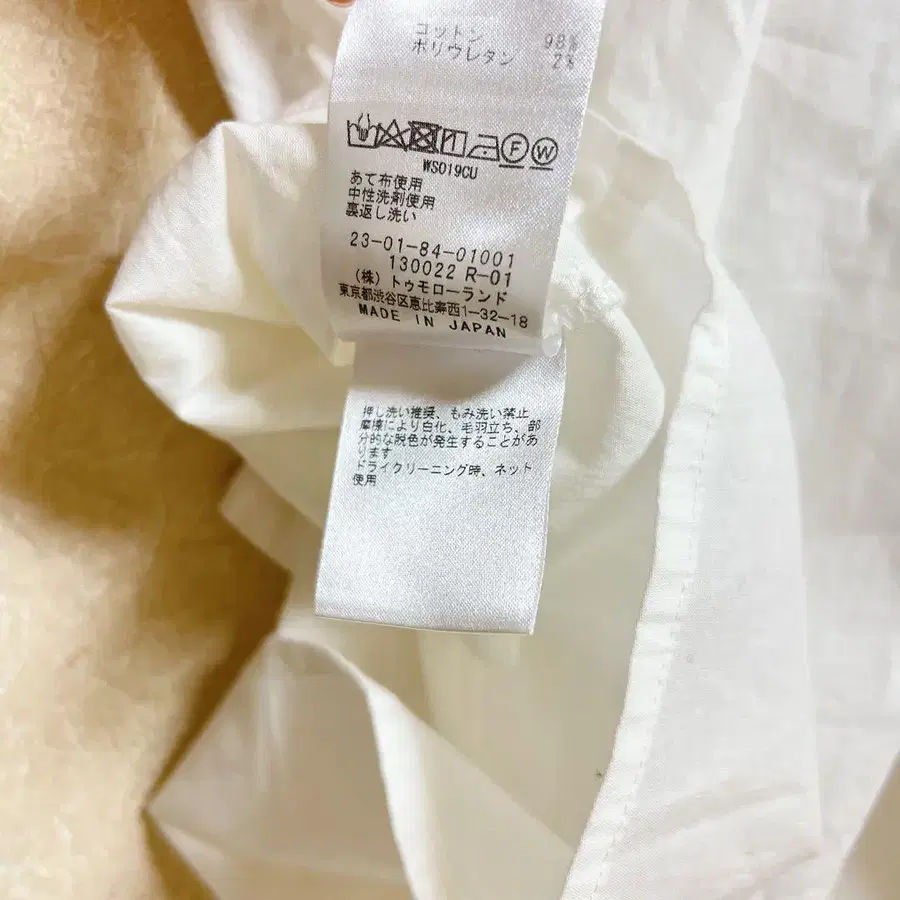 コットン 98%
ポリウレタン 2%
F W
WS019CU
あて布使用
中性洗剤使用
裏返し洗い
23-01-84-01001
130022 R-01
(株)トゥモローランド
東京都渋谷区恵比寿西1-32-18
MADE IN JAPAN
押し洗い推奨、もみ洗い禁止
摩擦により白化、毛羽立ち、部
分的な脱色が発生することがあ
ります
ドライクリーニング時、ネット
使用